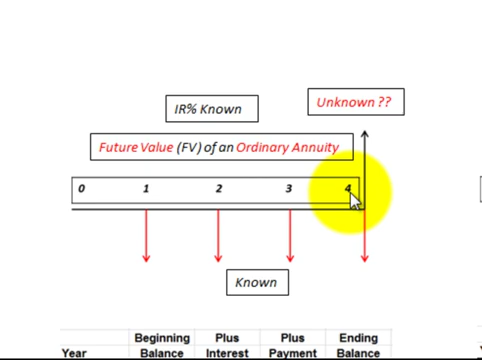 IR% Known
Unknown ??
Future Value (FV) of an Ordinary Annuity
0 1 2 3 4
Known
Beginning Plus Plus Ending
Year Balance Interest Payment Balance